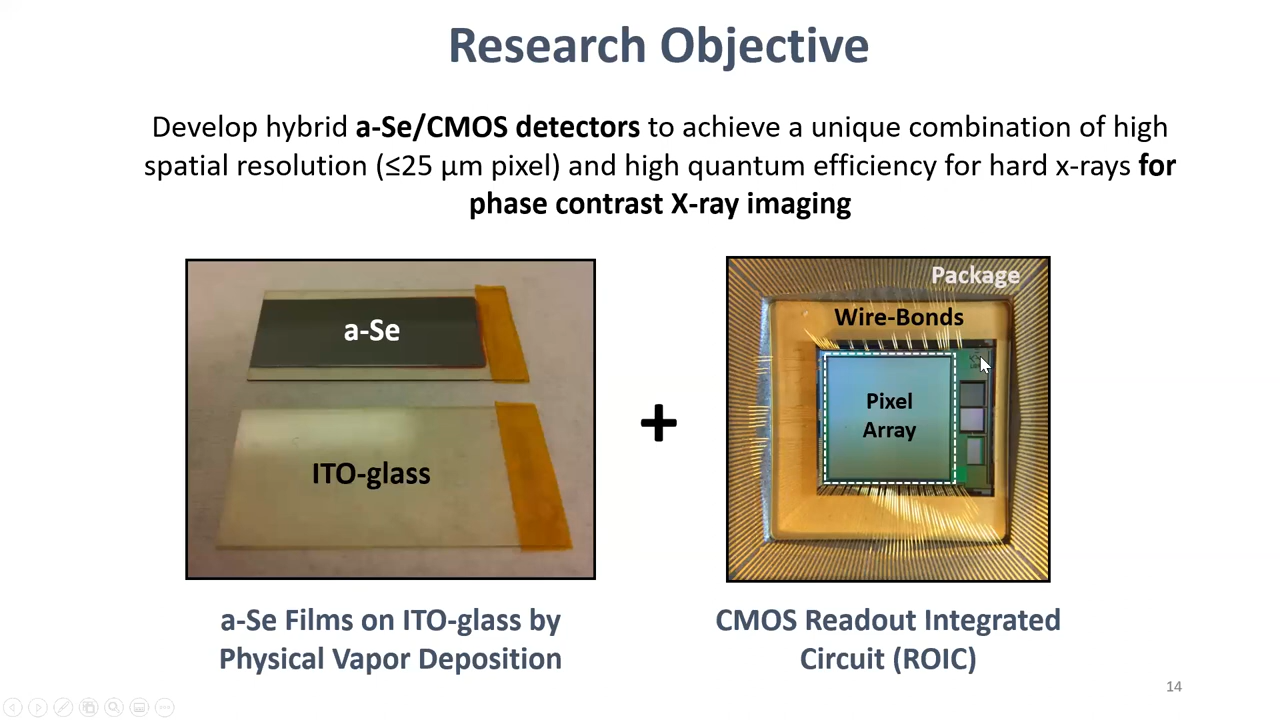 Research Objective
Develop hybrid a-Se/CMOS detectors to achieve a unique combination of high
spatial resolution (≤25 µm pixel) and high quantum efficiency for hard x-rays for
phase contrast X-ray imaging
a-Se
ITO-glass
+
Package
Wire-Bonds
Pixel
Array
a-Se Films on ITO-glass by
Physical Vapor Deposition
CMOS Readout Integrated
Circuit (ROIC)
14